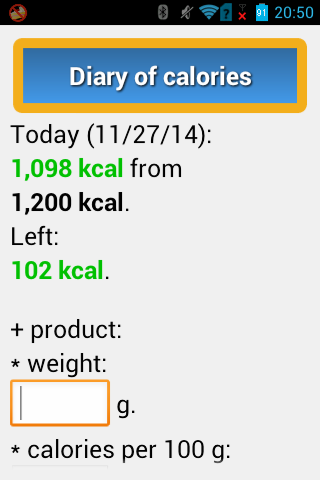 91 20:50
Diary of calories
Today (11/27/14):
1,098 kcal from
1,200 kcal.
Left:
102 kcal.
+ product:
* weight:
g.
* calories per 100 g: